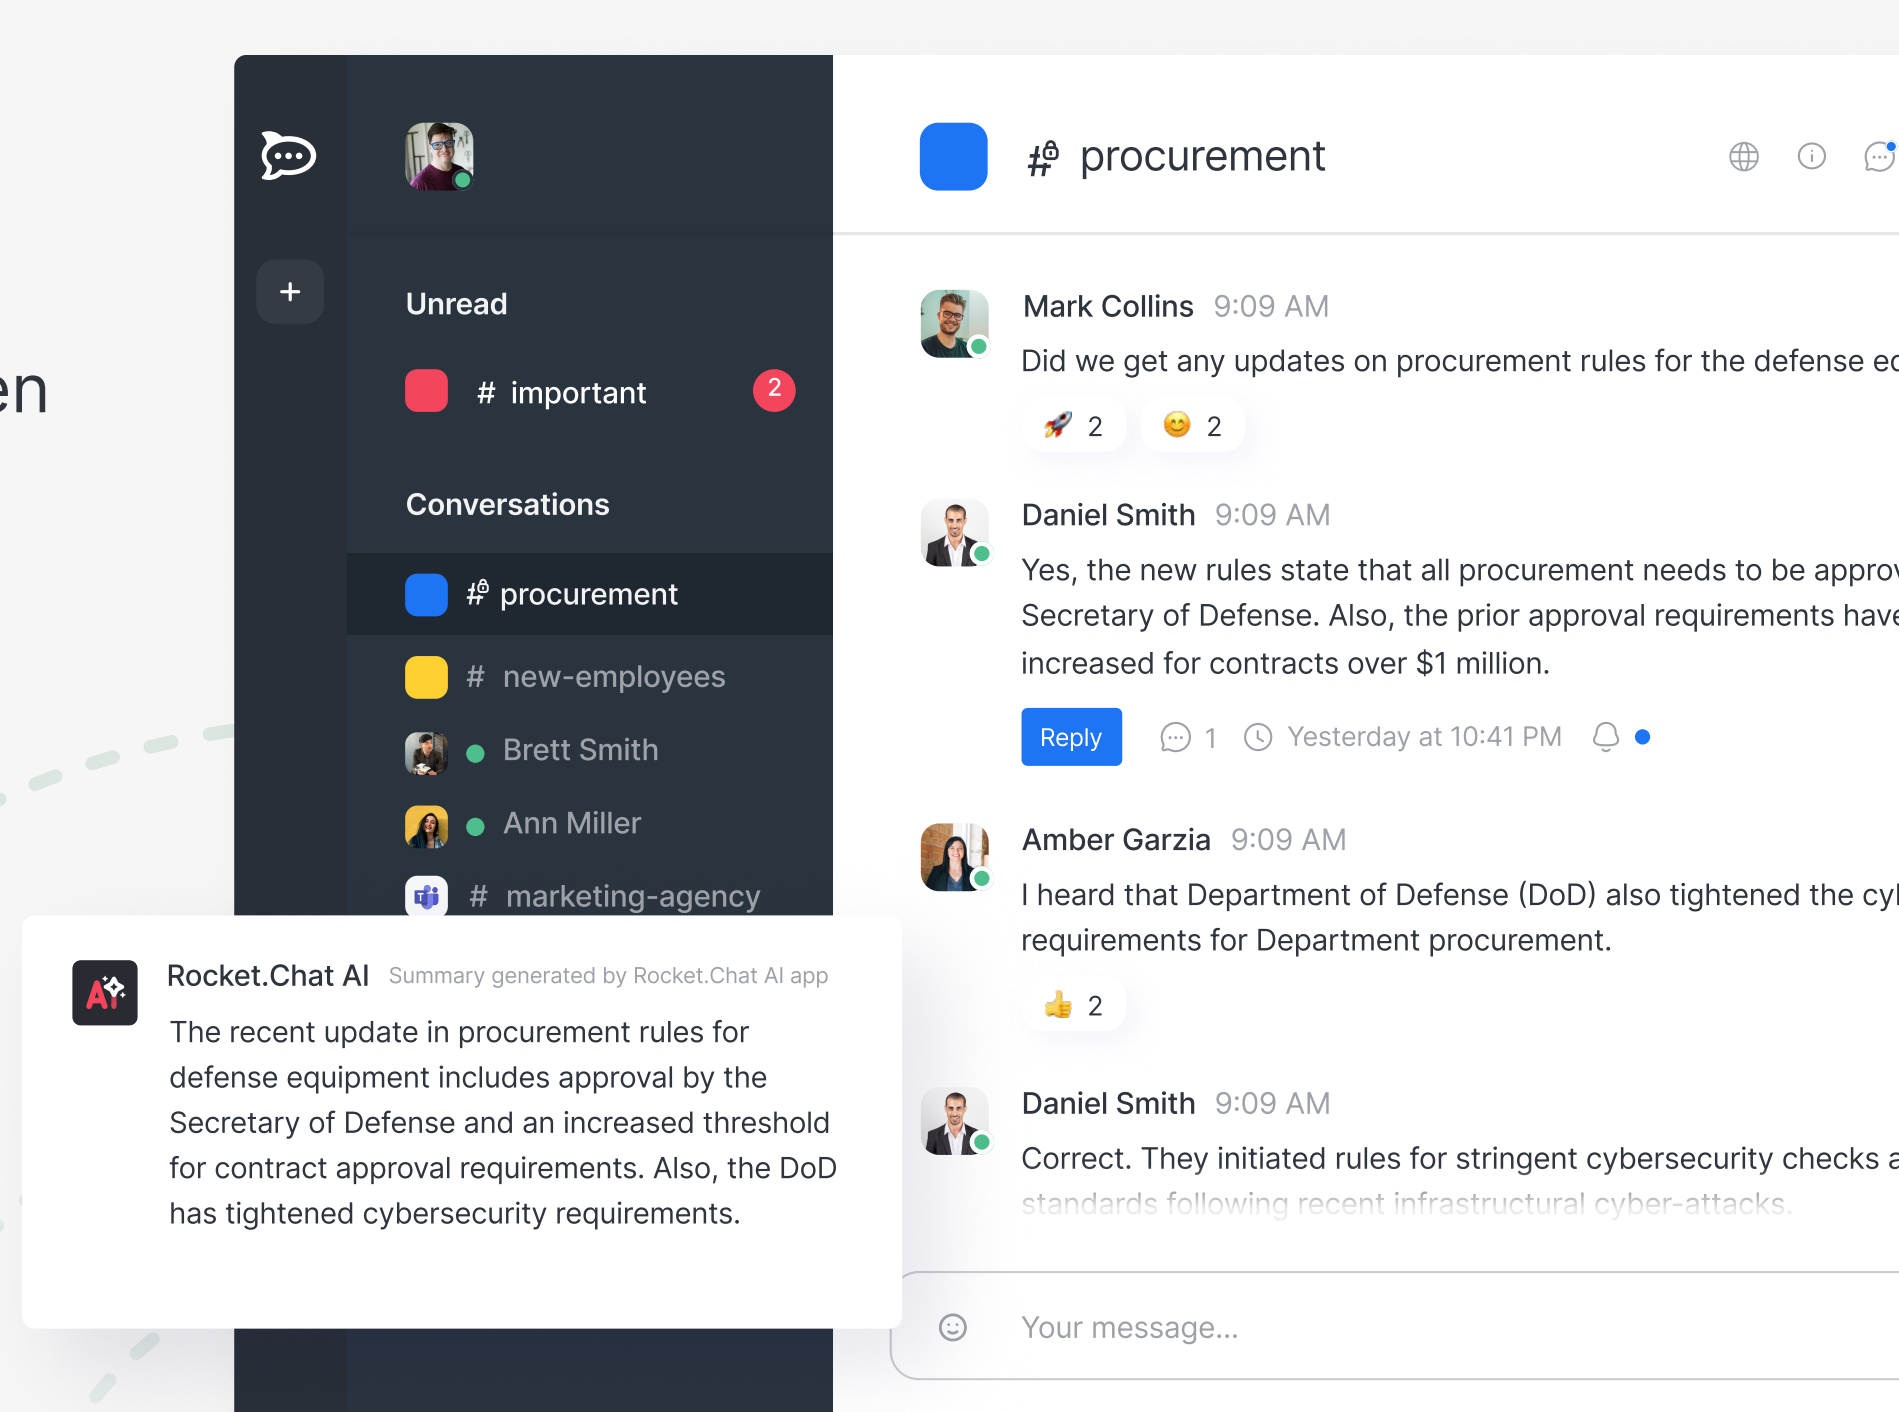 en
Unread
# important 2
Conversations
# procurement
# new-employees
Brett Smith
Ann Miller
# marketing-agency
Rocket.Chat AI Summary generated by Rocket.Chat AI app
The recent update in procurement rules for
defense equipment includes approval by the
Secretary of Defense and an increased threshold
for contract approval requirements. Also, the DoD
has tightened cybersecurity requirements.
# procurement
Mark Collins 9:09 AM
Did we get any updates on procurement rules for the defense
2 2
Daniel Smith 9:09 AM
Yes, the new rules state that all procurement needs to be
Secretary of Defense. Also, the prior approval requirements have
increased for contracts over $1 million.
Reply 1 Yesterday at 10:41 PM
Amber Garzia 9:09 AM
I heard that Department of Defense (DoD) also tightened the
requirements for Department procurement.
2
Daniel Smith 9:09 AM
Correct. They initiated rules for stringent cybersecurity checks
standards following recent infrastructural cyber-attacks.
Your message...